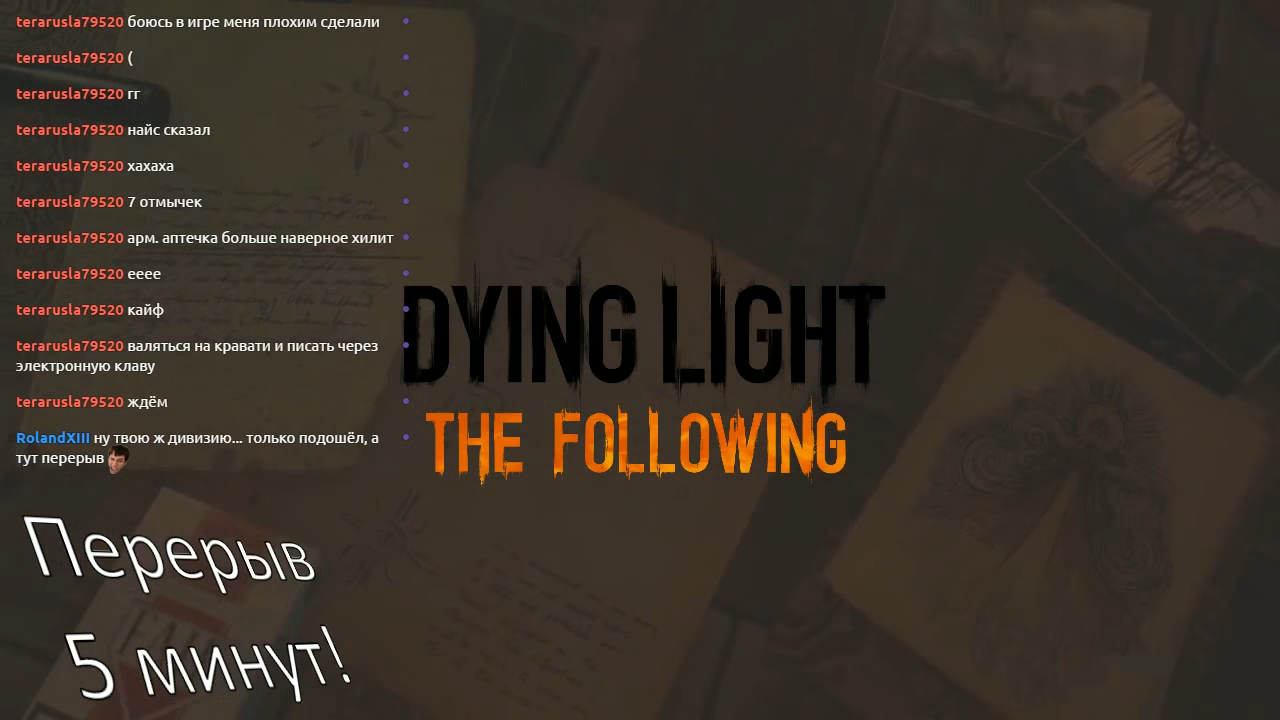 terarusla79520 боюсь в игре меня плохим сделали
terarusla79520 (
terarusla79520 гг
terarusla79520 найс сказал
terarusla79520 хахаха
terarusla79520 7 отмычек
terarusla79520 арм. аптечка больше наверное хилит
terarusla79520 ееее
terarusla79520 кайф
terarusla79520 валяться на кравати и писать через
электронную клаву
terarusla79520 ждём
RolandXIII ну твою ж дивизию... только подошёл, а
тут перерыв
DYING LIGHT
THE FOLLOWING
Перерыв
5 минут!